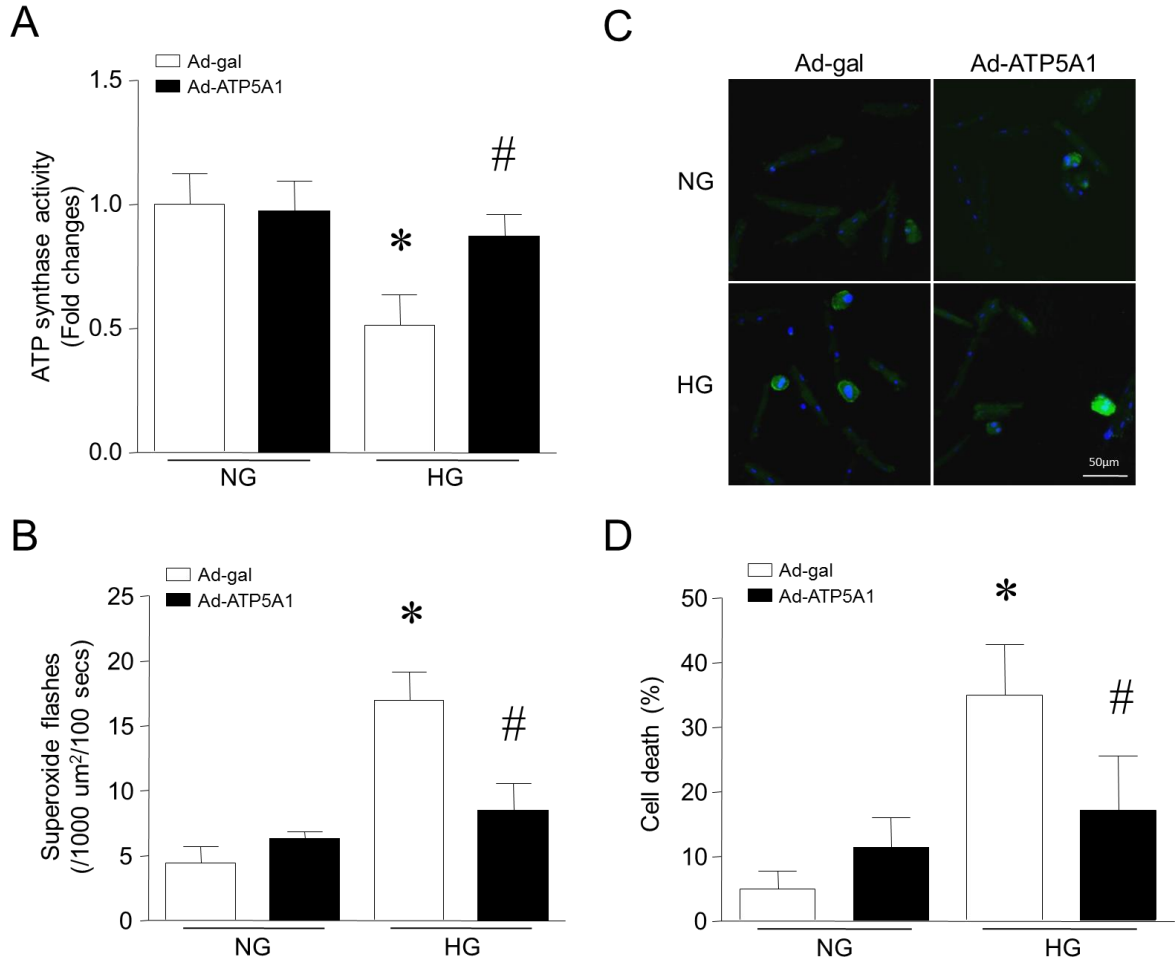 A
Ad-gal
Ad-ATP5A1
ATP synthase activity
(Fold changes)
1.5
1.0
0.5
0.0
*
#
NG
HG
B
Ad-gal
Ad-ATP5A1
Superoxide flashes
(/1000 um²/100 secs)
25
20
15
10
5
0
*
#
NG
HG
C
Ad-gal
Ad-ATP5A1
NG
HG
50μm
D
Ad-gal
Ad-ATP5A1
Cell death (%)
50
40
30
20
10
0
*
#
NG
HG